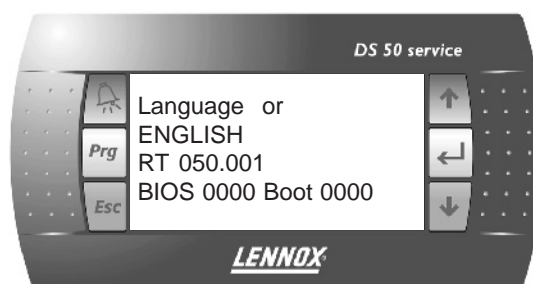 DS 50 service
Language or
ENGLISH
RT 050.001
BIOS 0000 Boot 0000
Prg
Esc
LENNOX